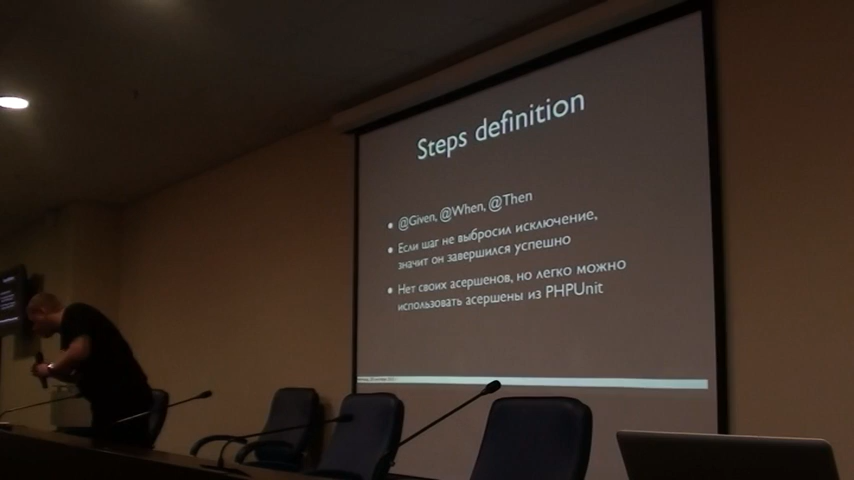 Steps definition
• @Given, @When, @Then
• Если шаг не выбросил исключение,
значит он завершился успешно
• Нет своих асершенов, но легко можно
использовать асершены из PHPUnit